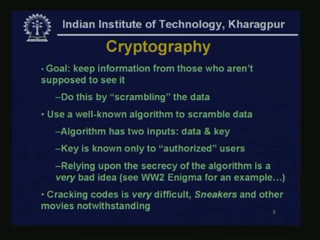 Indian Institute of Technology, Kharagpur
Cryptography
• Goal: keep information from those who aren't
supposed to see it
–Do this by “scrambling” the data
• Use a well-known algorithm to scramble data
–Algorithm has two inputs: data & key
–Key is known only to “authorized” users
–Relying upon the secrecy of the algorithm is a
very bad idea (see WW2 Enigma for an example…)
• Cracking codes is very difficult, Sneakers and other
movies notwithstanding